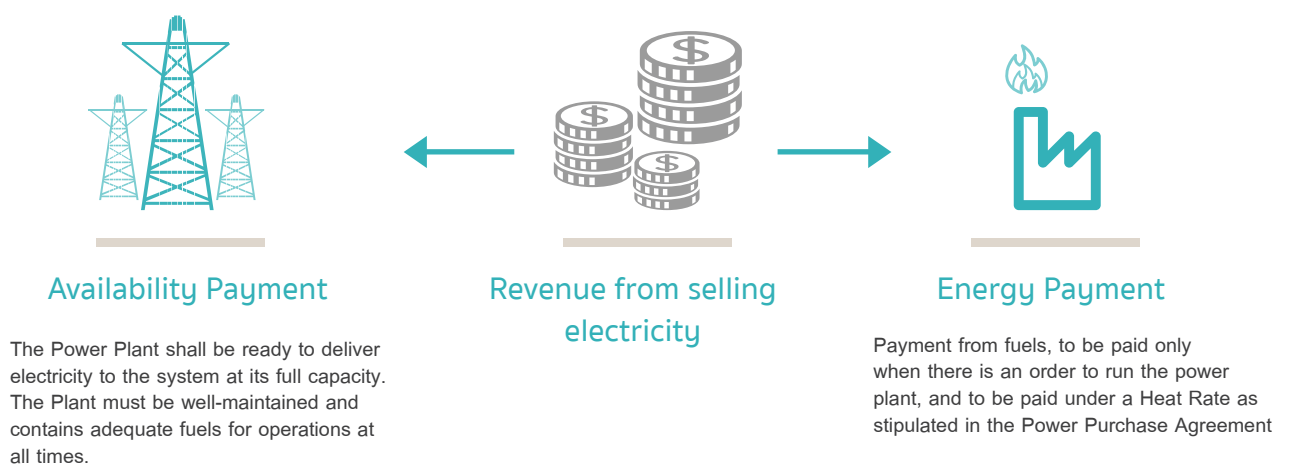 Availability Payment
The Power Plant shall be ready to deliver
electricity to the system at its full capacity.
The Plant must be well-maintained and
contains adequate fuels for operations at
all times.
$
$
$
Revenue from selling
electricity
Energy Payment
Payment from fuels, to be paid only
when there is an order to run the power
plant, and to be paid under a Heat Rate as
stipulated in the Power Purchase Agreement